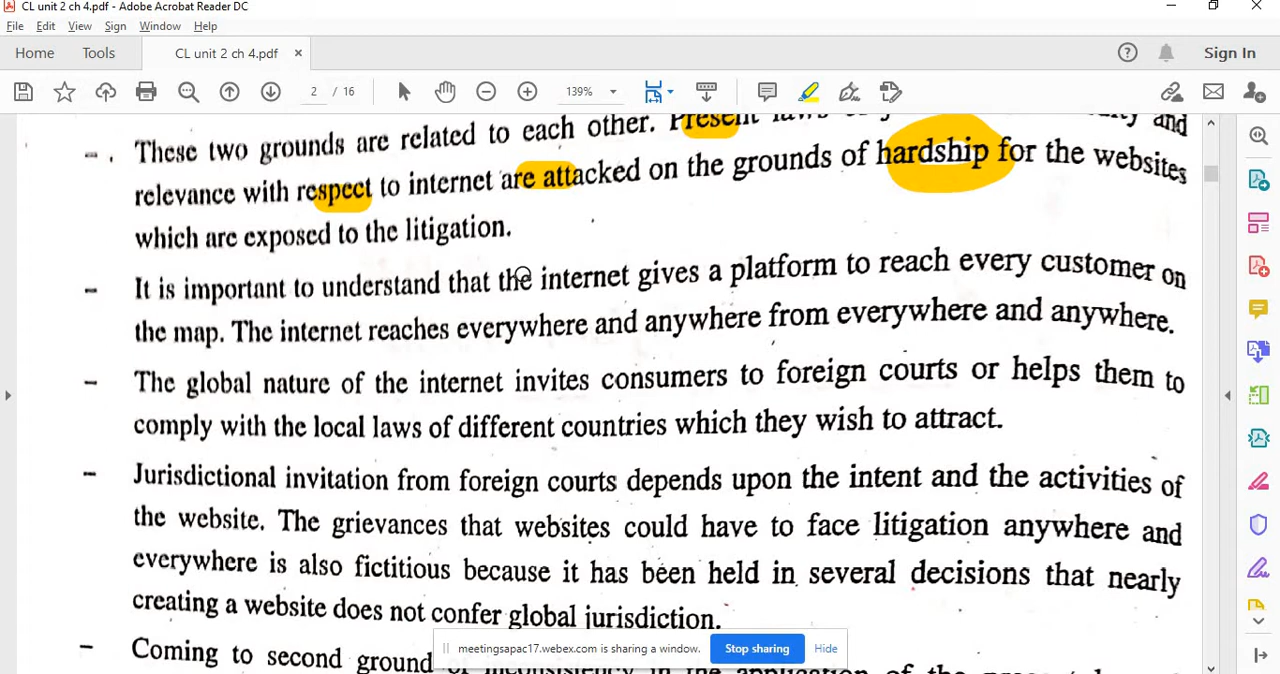 CL unit 2 ch 4.pdf - Adobe Acrobat Reader DC
File Edit View Sign Window Help
Home Tools CL unit 2 ch 4.pdf × Sign In
2 / 16 139%
These two grounds are related to each other. Present laws and
relevance with respect to internet are attacked on the grounds of hardship for the websites
which are exposed to the litigation.
- It is important to understand that the internet gives a platform to reach every customer on
the map. The internet reaches everywhere and anywhere from everywhere and anywhere.
- The global nature of the internet invites consumers to foreign courts or helps them to
comply with the local laws of different countries which they wish to attract.
- Jurisdictional invitation from foreign courts depends upon the intent and the activities of
the website. The grievances that websites could have to face litigation anywhere and
everywhere is also fictitious because it has been held in several decisions that nearly
creating a website does not confer global jurisdiction.
- Coming to second ground of inconsistency in the application of the
meetingsapac17.webex.com is sharing a window. Stop sharing Hide